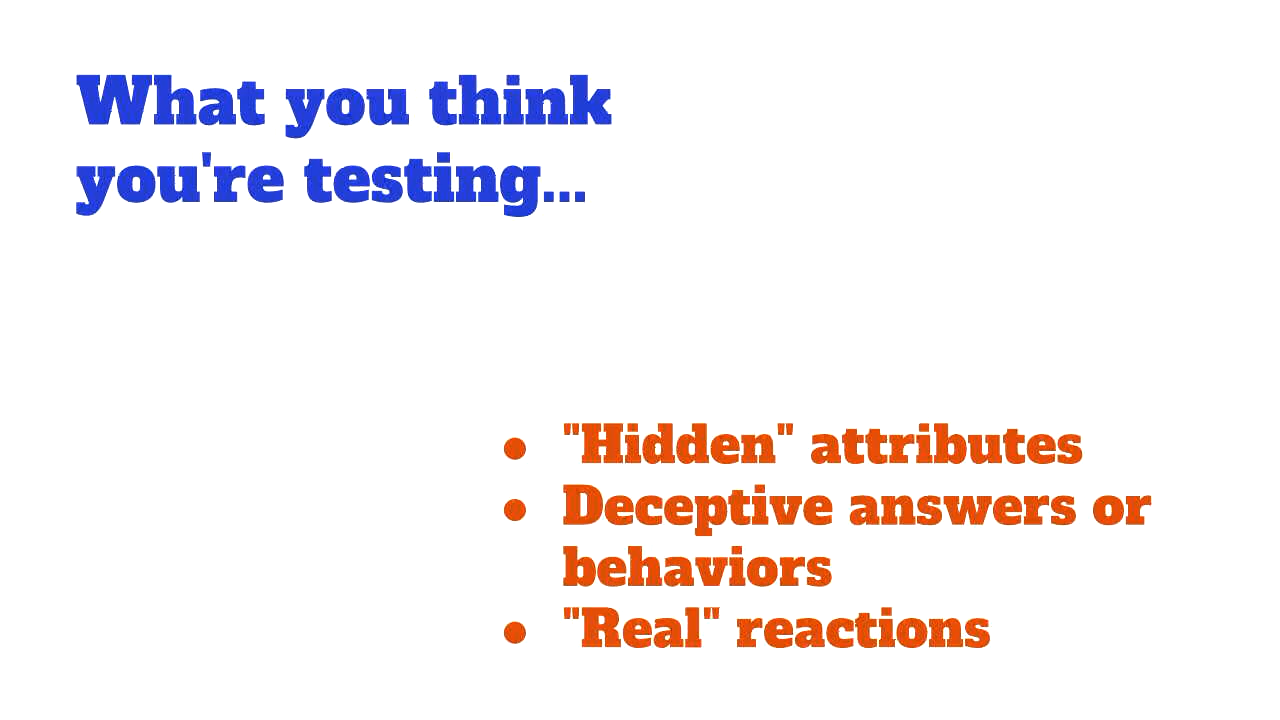 What you think
you're testing...
● "Hidden" attributes
● Deceptive answers or
behaviors
● "Real" reactions